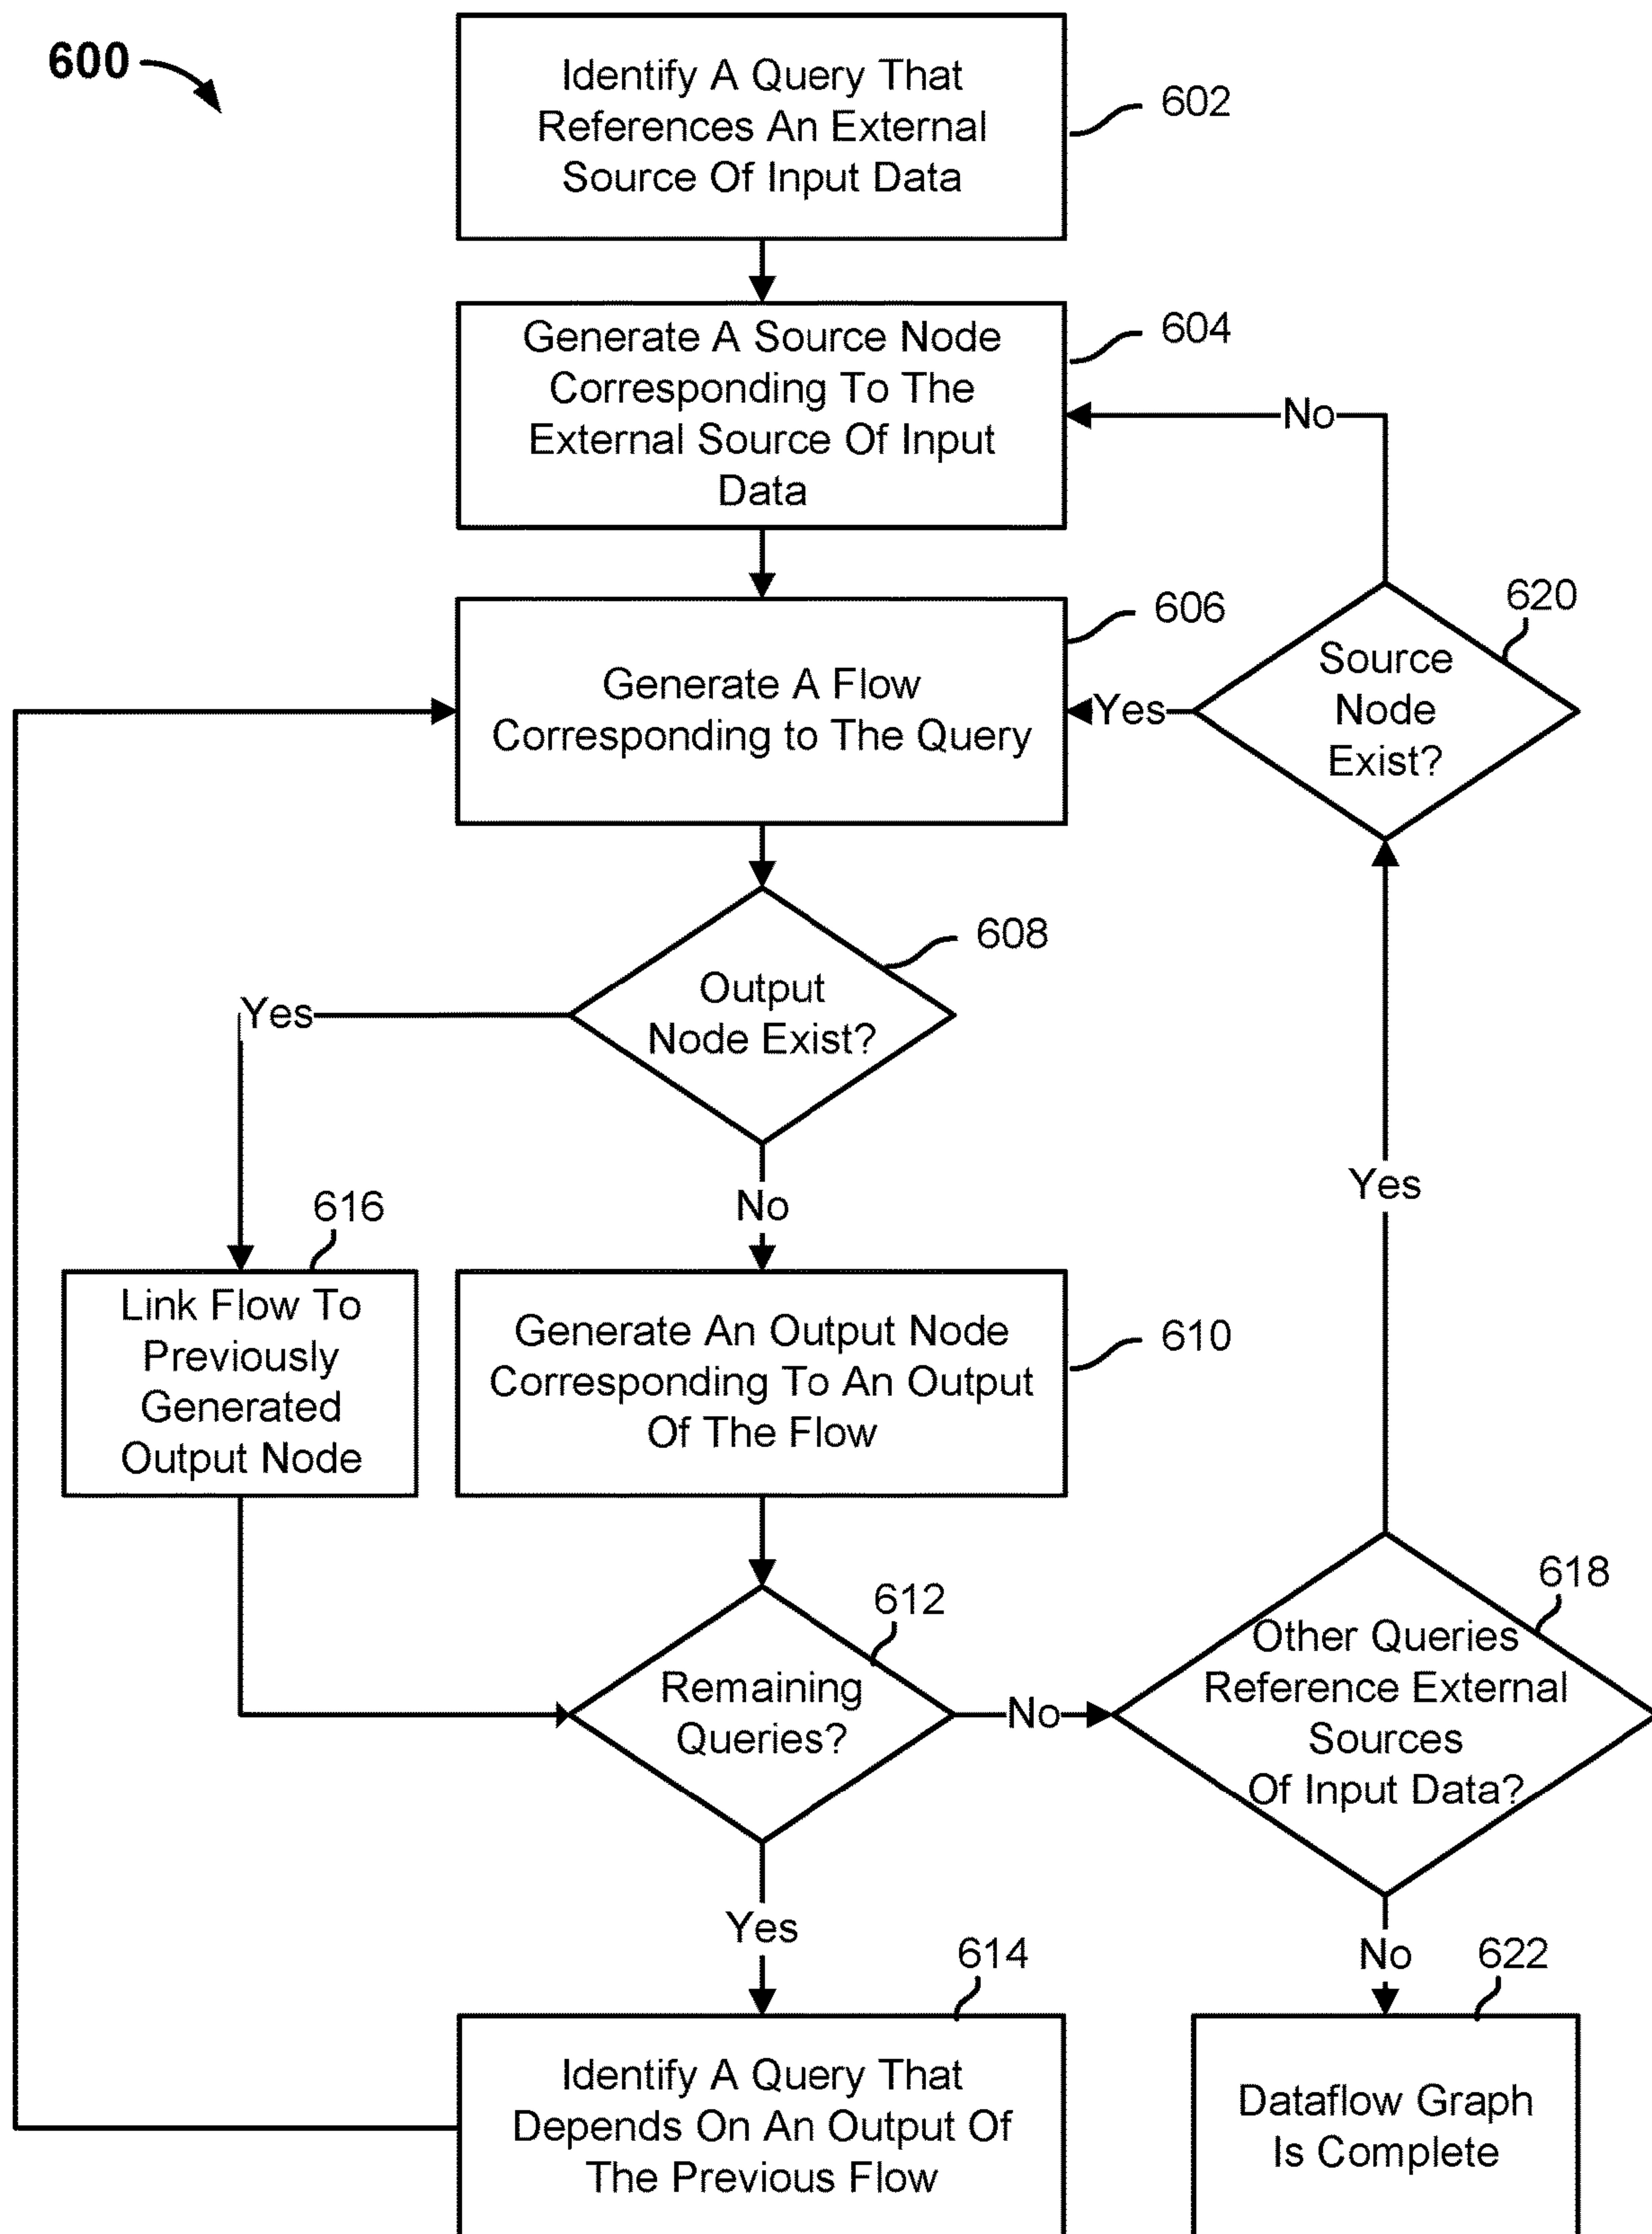 600
Identify A Query That
References An External
Source Of Input Data
602
Generate A Source Node
Corresponding To The
External Source Of Input
Data
604
No
Generate A Flow
Corresponding to The Query
606
Yes
Source
Node
Exist?
620
Output
Node Exist?
608
Yes
No
Yes
616
Link Flow To
Previously
Generated
Output Node
Generate An Output Node
Corresponding To An Output
Of The Flow
610
Remaining
Queries?
612
No
Other Queries
Reference External
Sources
Of Input Data?
618
Yes
No
614
Identify A Query That
Depends On An Output Of
The Previous Flow
622
Dataflow Graph
Is Complete